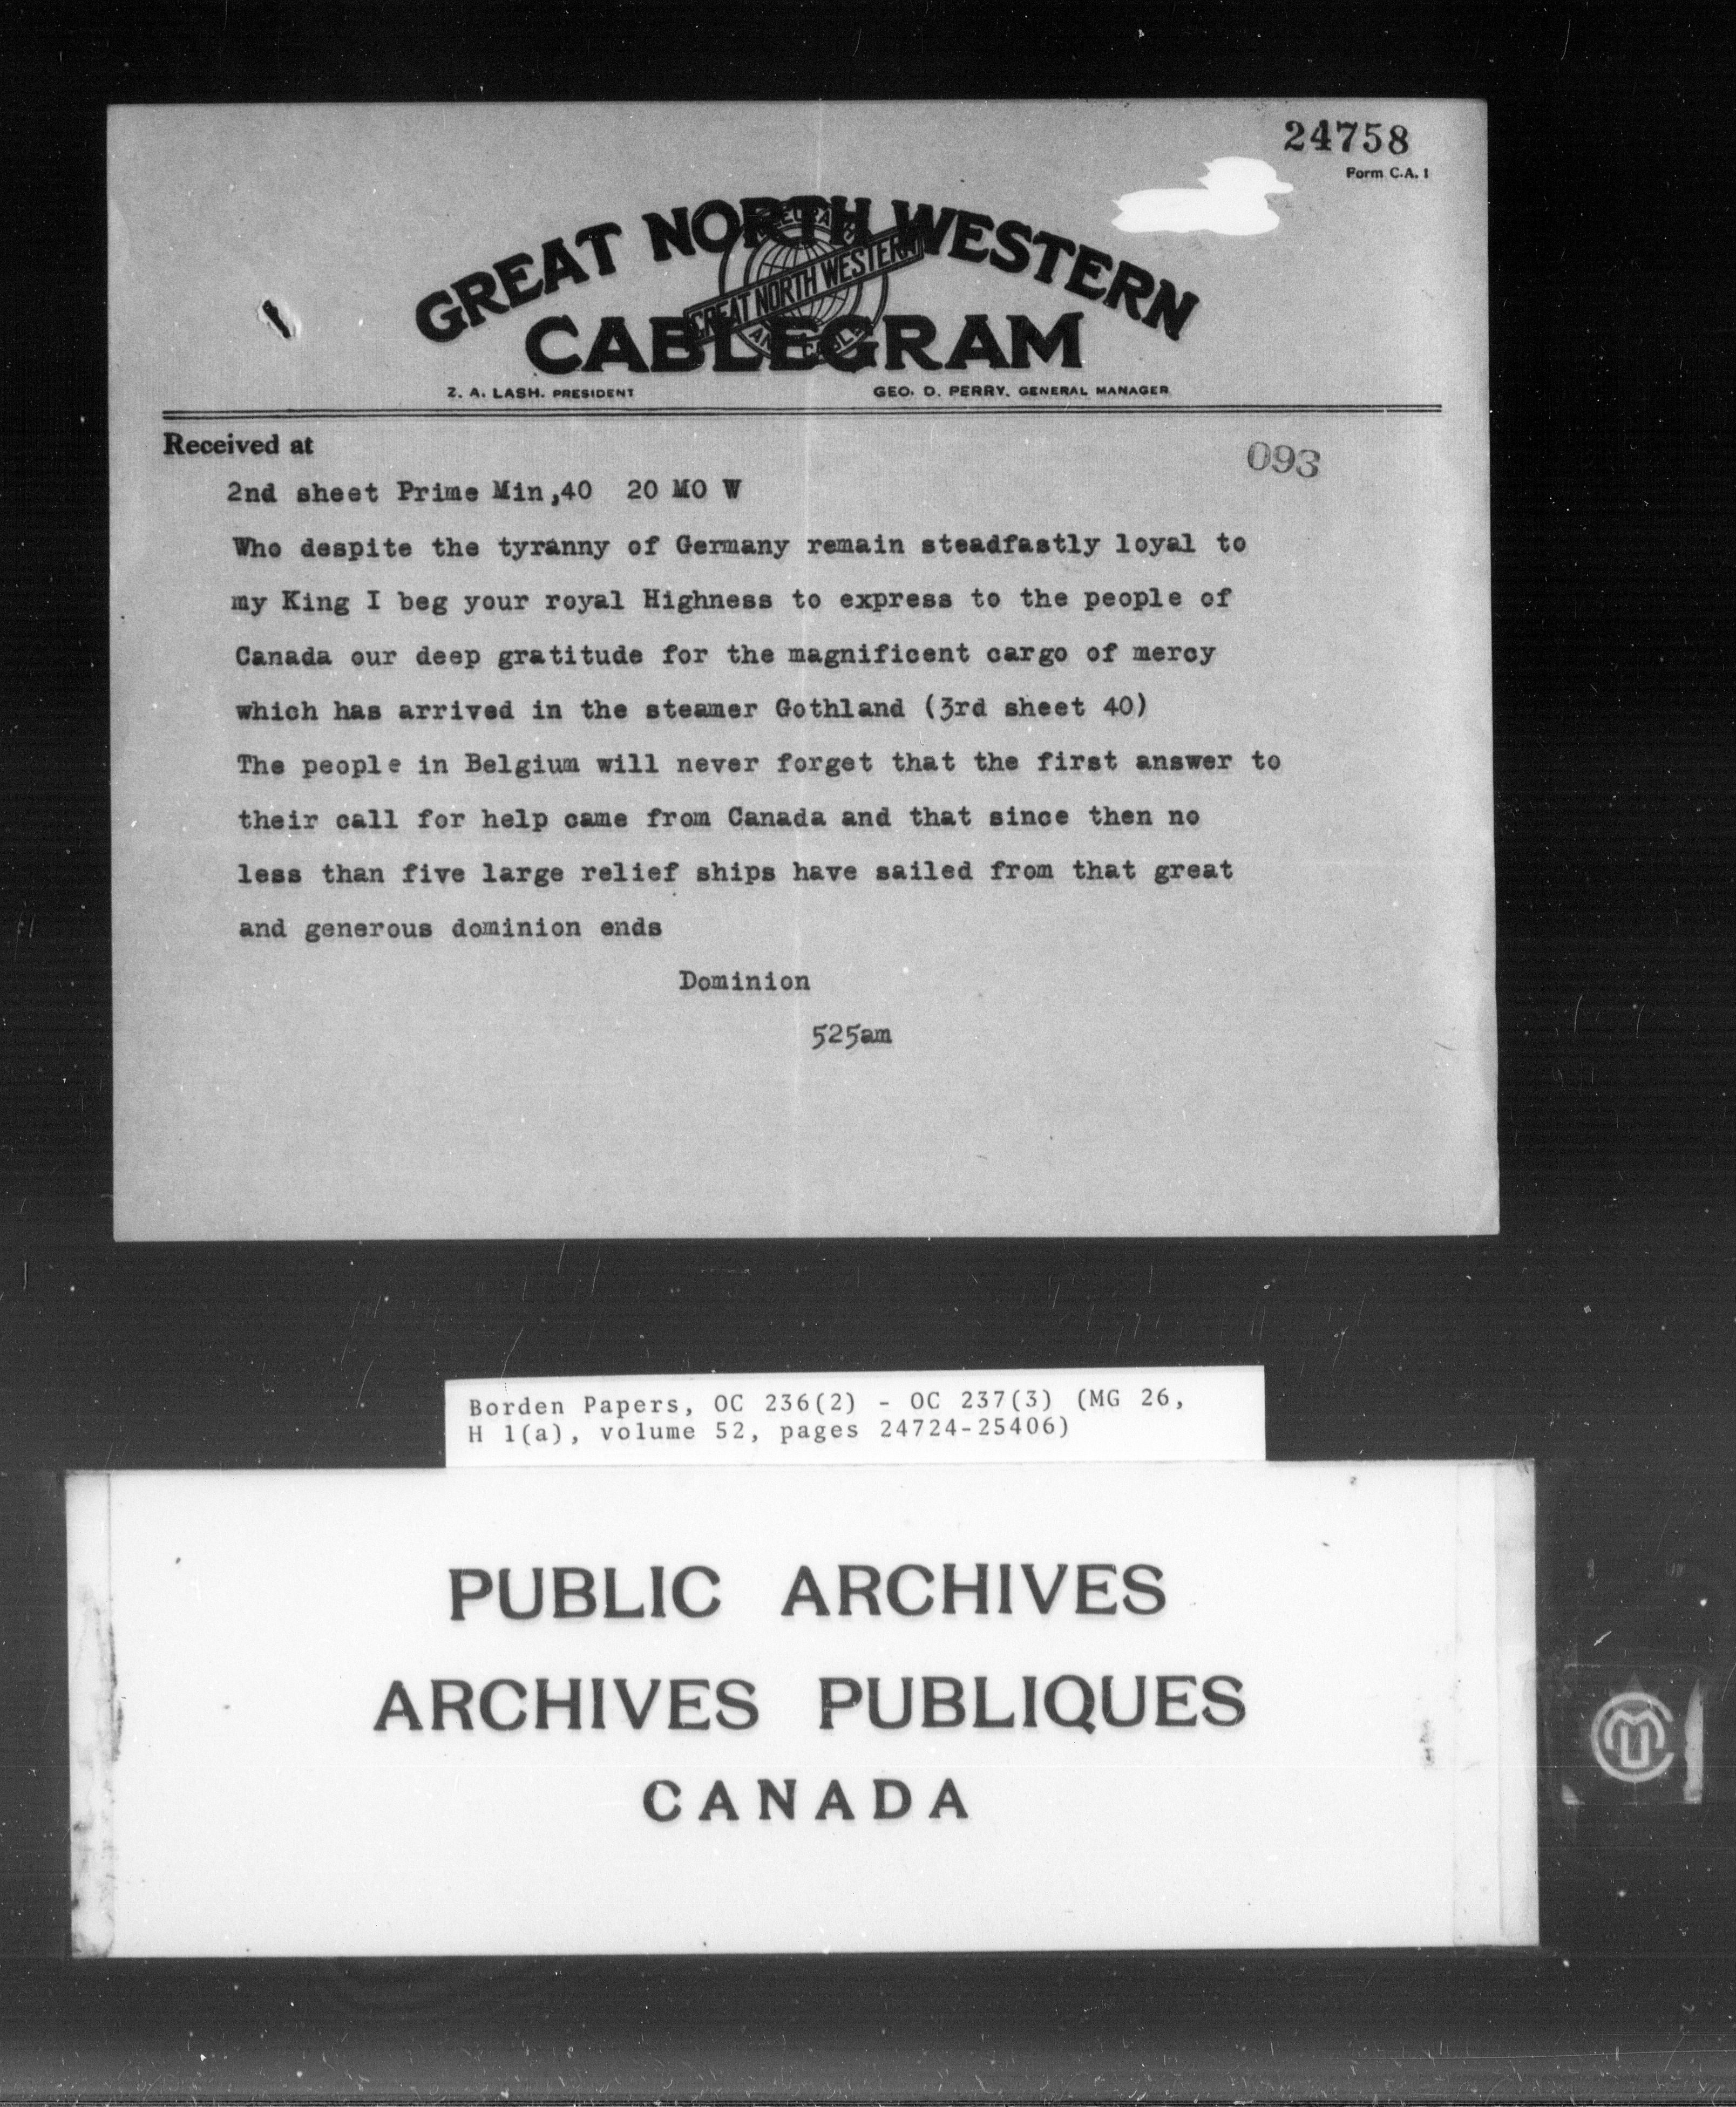 24758
Form C.A. 1
GREAT NORTH WESTERN
GREAT NORTH WESTERN
CABLEGRAM
Z. A. LASH, PRESIDENT GEO. D. PERRY, GENERAL MANAGER
Received at
093
2nd sheet Prime Min,40 20 MO W
Who despite the tyranny of Germany remain steadfastly loyal to
my King I beg your royal Highness to express to the people of
Canada our deep gratitude for the magnificent cargo of mercy
which has arrived in the steamer Gothland (3rd sheet 40)
The people in Belgium will never forget that the first answer to
their call for help came from Canada and that since then no
less than five large relief ships have sailed from that great
and generous dominion ends
Dominion
525am
Borden Papers, OC 236(2) - OC 237(3) (MG 26,
H 1(a), volume 52, pages 24724-25406)
PUBLIC ARCHIVES
ARCHIVES PUBLIQUES
CANADA